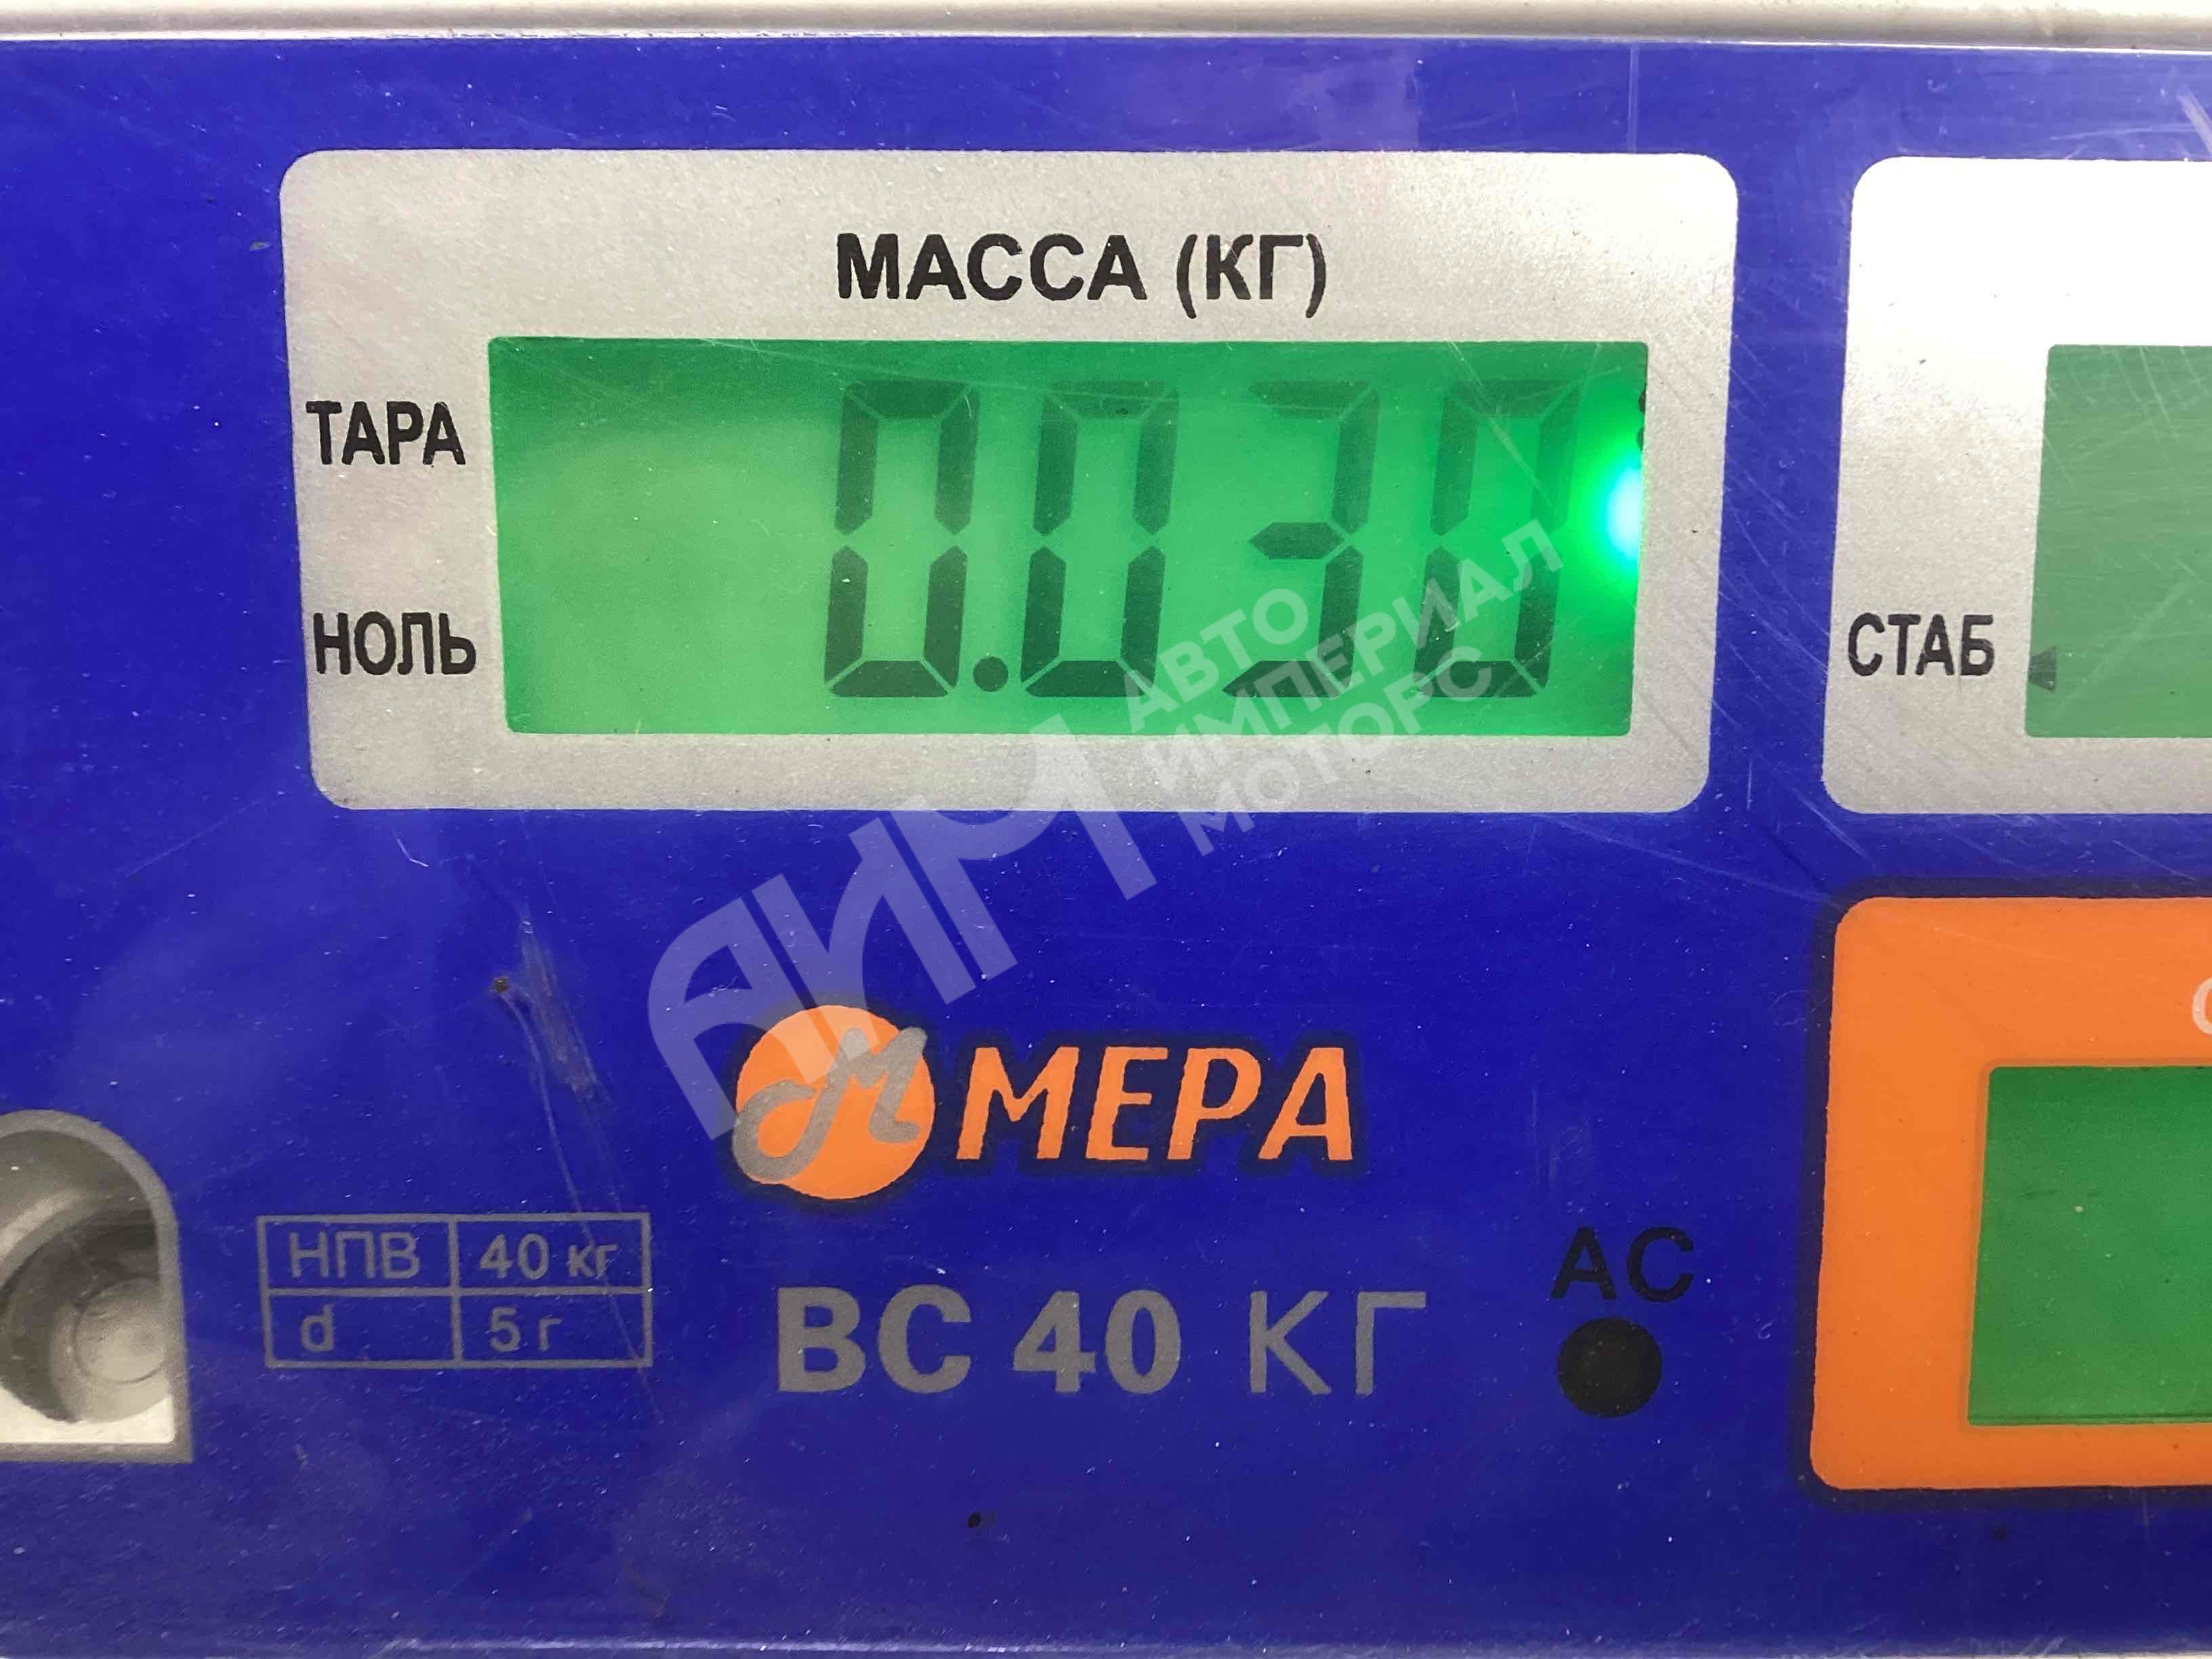 МАССА (КГ)
ТАРА
0.030
НОЛЬ
СТАБ
АИМ
АВТО
ИМПЕРИАЛ
МОТОРС
М МЕРА
НПВ 40 кг
d 5 г
ВС 40 КГ
АС